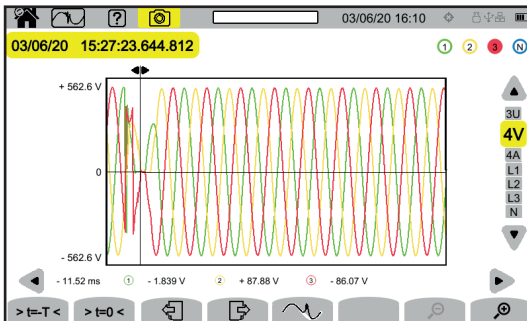 ? 03/06/20 16:10
03/06/20 15:27:23.644.812 1 2 3 N
+ 562.6 V
0
- 562.6 V
3U
4V
4A
L1
L2
L3
N
- 11.52 ms 1 - 1.839 V 2 + 87.88 V 3 - 86.07 V
> t=-T < > t=0 <